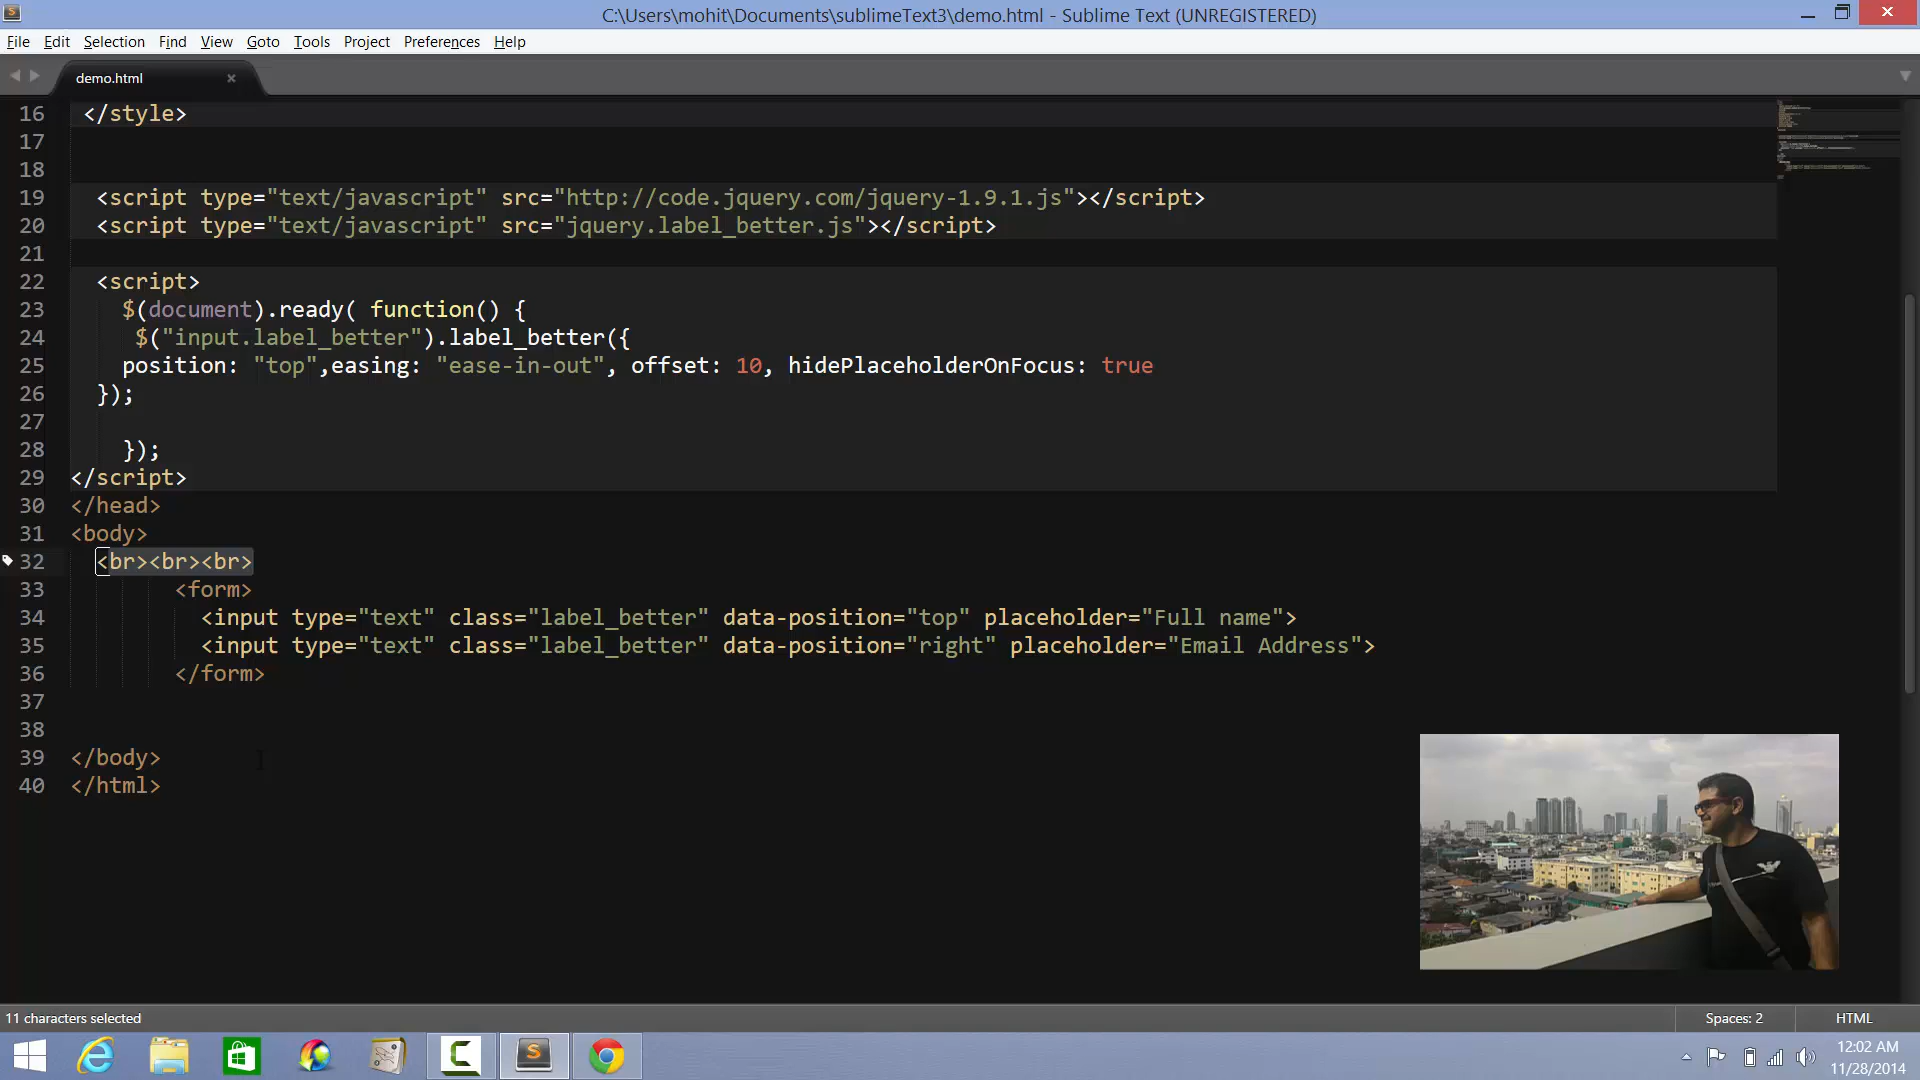 C:\Users\mohit\Documents\sublimeText3\demo.html - Sublime Text (UNREGISTERED)
File Edit Selection Find View Goto Tools Project Preferences Help
demo.html
16 </style>
17
18
19 <script type="text/javascript" src="http://code.jquery.com/jquery-1.9.1.js"></script>
20 <script type="text/javascript" src="jquery.label_better.js"></script>
21
22 <script>
23 $(document).ready( function() {
24 $("input.label_better").label_better({
25 position: "top",easing: "ease-in-out", offset: 10, hidePlaceholderOnFocus: true
26 });
27
28 });
29 </script>
30 </head>
31 <body>
32 <br><br><br>
33 <form>
34 <input type="text" class="label_better" data-position="top" placeholder="Full name">
35 <input type="text" class="label_better" data-position="right" placeholder="Email Address">
36 </form>
37
38
39 </body>
40 </html>
11 characters selected
Spaces: 2
HTML
12:02 AM
11/28/2014